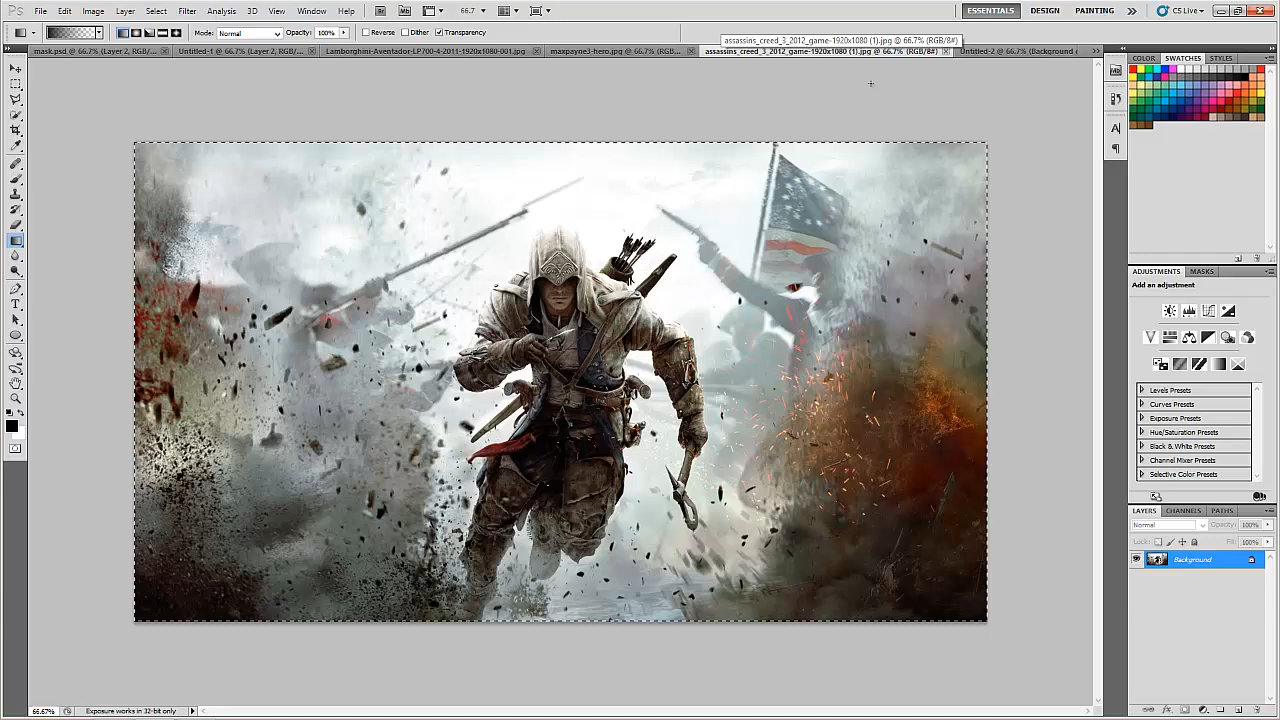 Ps
File Edit Image Layer Select Filter Analysis 3D View Window Help
Br Mb 66.7
ESSENTIALS DESIGN PAINTING CS Live
Mode: Normal Opacity: 100% Reverse Dither Transparency
mask.psd @ 66.7% (Layer 2, RGB/... Untitled-1 @ 66.7% (Layer 2, RGB/... Lamborghini-Aventador-LP700-4-2011-1920x1080-001.jpg maxpayne3-hero.jpg @ 66.7% (RGB/... assassins_creed_3_2012_game-1920x1080 (1).jpg @ 66.7% (RGB/8#) Untitled-2 @ 66.7% (Background
assassins_creed_3_2012_game-1920x1080 (1).jpg @ 66.7% (RGB/8#)
COLOR SWATCHES STYLES
ADJUSTMENTS MASKS
Add an adjustment
Levels Presets
Curves Presets
Exposure Presets
Hue/Saturation Presets
Black & White Presets
Channel Mixer Presets
Selective Color Presets
LAYERS CHANNELS PATHS
Normal Opacity: 100%
Lock: Fill: 100%
Background
66.67% Exposure works in 32-bit only